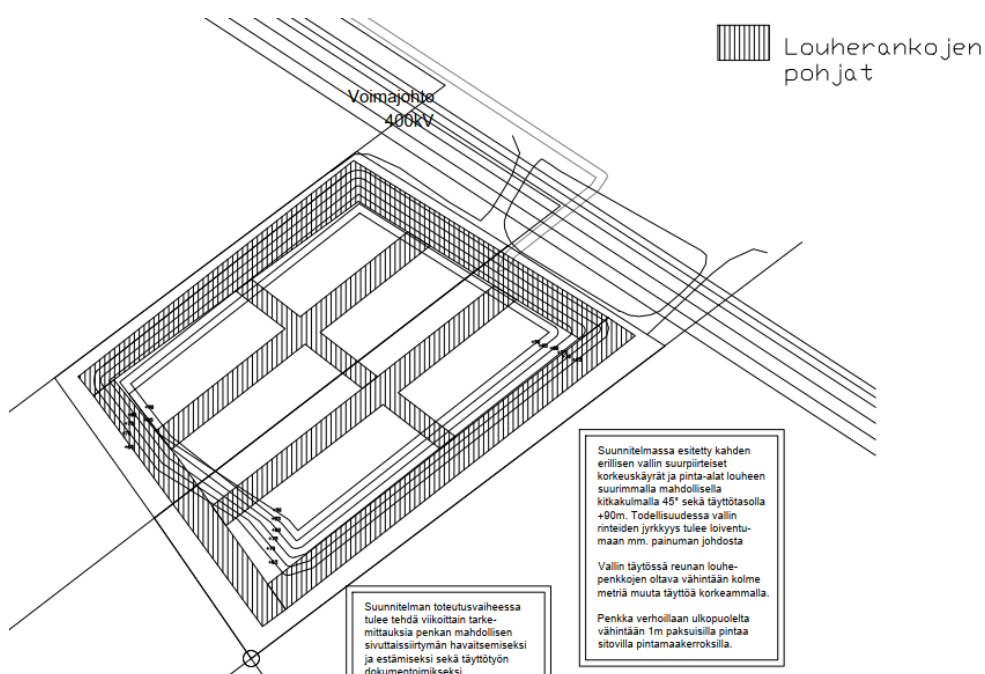 Louherankojen
pohjat
Voimajohto
400kV
Suunnitelmassa esitetty kahden
erillisen vallin suurpiirteiset
korkeuskäyrät ja pinta-alat louheen
suurimmalla mahdollisella
kitkakulmalla 45° sekä täyttötasolla
+90m. Todellisuudessa vallin
rinteiden jyrkkyys tulee loiventu-
maan mm. painuman johdosta
Vallin täytössä reunan louhe-
penkkojen oltava vähintään kolme
metriä muuta täyttöä korkeammalla.
Penkka verhoillaan ulkopuolelta
vähintään 1m paksuisilla pintaa
sitovilla pintamaakerroksilla.
Suunnitelman toteutusvaiheessa
tulee tehdä viikoittain tarke-
mittauksia penkan mahdollisen
sivuttaissiirtymän havaitsemiseksi
ja estämiseksi sekä täyttötyön
dokumentoimikseksi